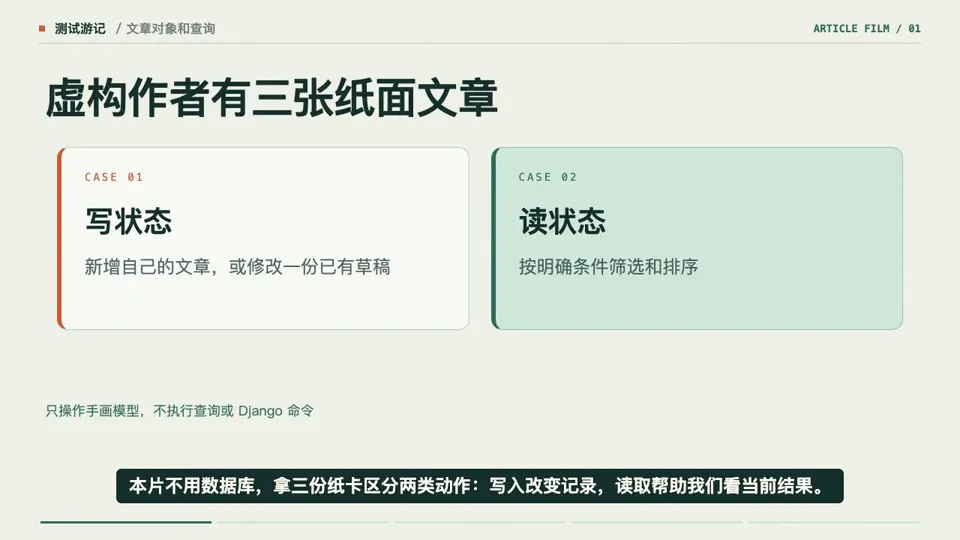 测试游记 / 文章对象和查询
ARTICLE FILM / 01
虚构作者有三张纸面文章
CASE 01
写状态
新增自己的文章，或修改一份已有草稿
CASE 02
读状态
按明确条件筛选和排序
只操作手画模型，不执行查询或 Django 命令
本片不用数据库，拿三份纸卡区分两类动作：写入改变记录，读取帮助我们看当前结果。